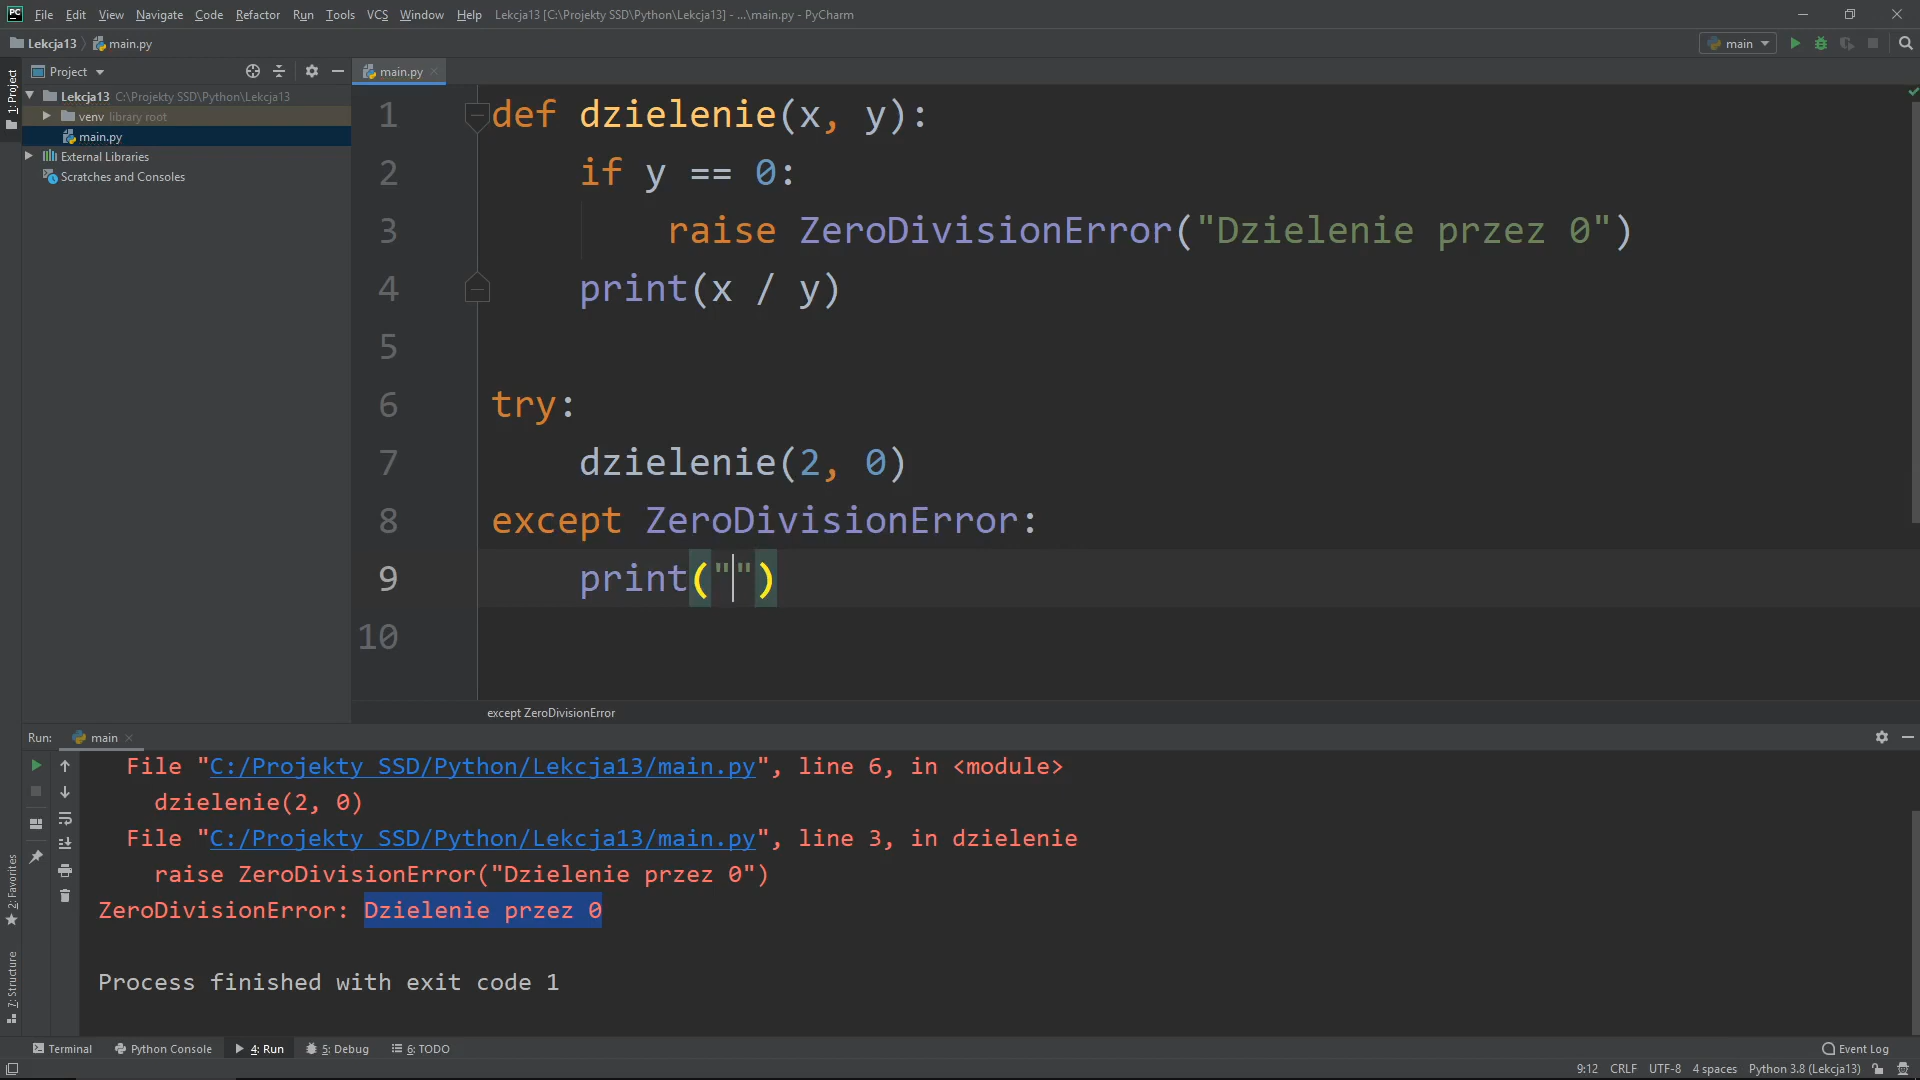 File Edit View Navigate Code Refactor Run Tools VCS Window Help Lekcja13 [C:\Projekty SSD\Python\Lekcja13] - ...\main.py - PyCharm
Lekcja13 main.py main
1: Project
Project
main.py
Lekcja13 C:\Projekty SSD\Python\Lekcja13
venv library root
main.py
External Libraries
Scratches and Consoles
1 def dzielenie(x, y):
2 if y == 0:
3 raise ZeroDivisionError("Dzielenie przez 0")
4 print(x / y)
5
6 try:
7 dzielenie(2, 0)
8 except ZeroDivisionError:
9 print("")
10
except ZeroDivisionError
Run: main
File "C:/Projekty SSD/Python/Lekcja13/main.py", line 6, in <module>
dzielenie(2, 0)
File "C:/Projekty SSD/Python/Lekcja13/main.py", line 3, in dzielenie
raise ZeroDivisionError("Dzielenie przez 0")
ZeroDivisionError: Dzielenie przez 0
Process finished with exit code 1
2: Favorites
7: Structure
Terminal Python Console 4: Run 5: Debug 6: TODO Event Log
9:12 CRLF UTF-8 4 spaces Python 3.8 (Lekcja13)